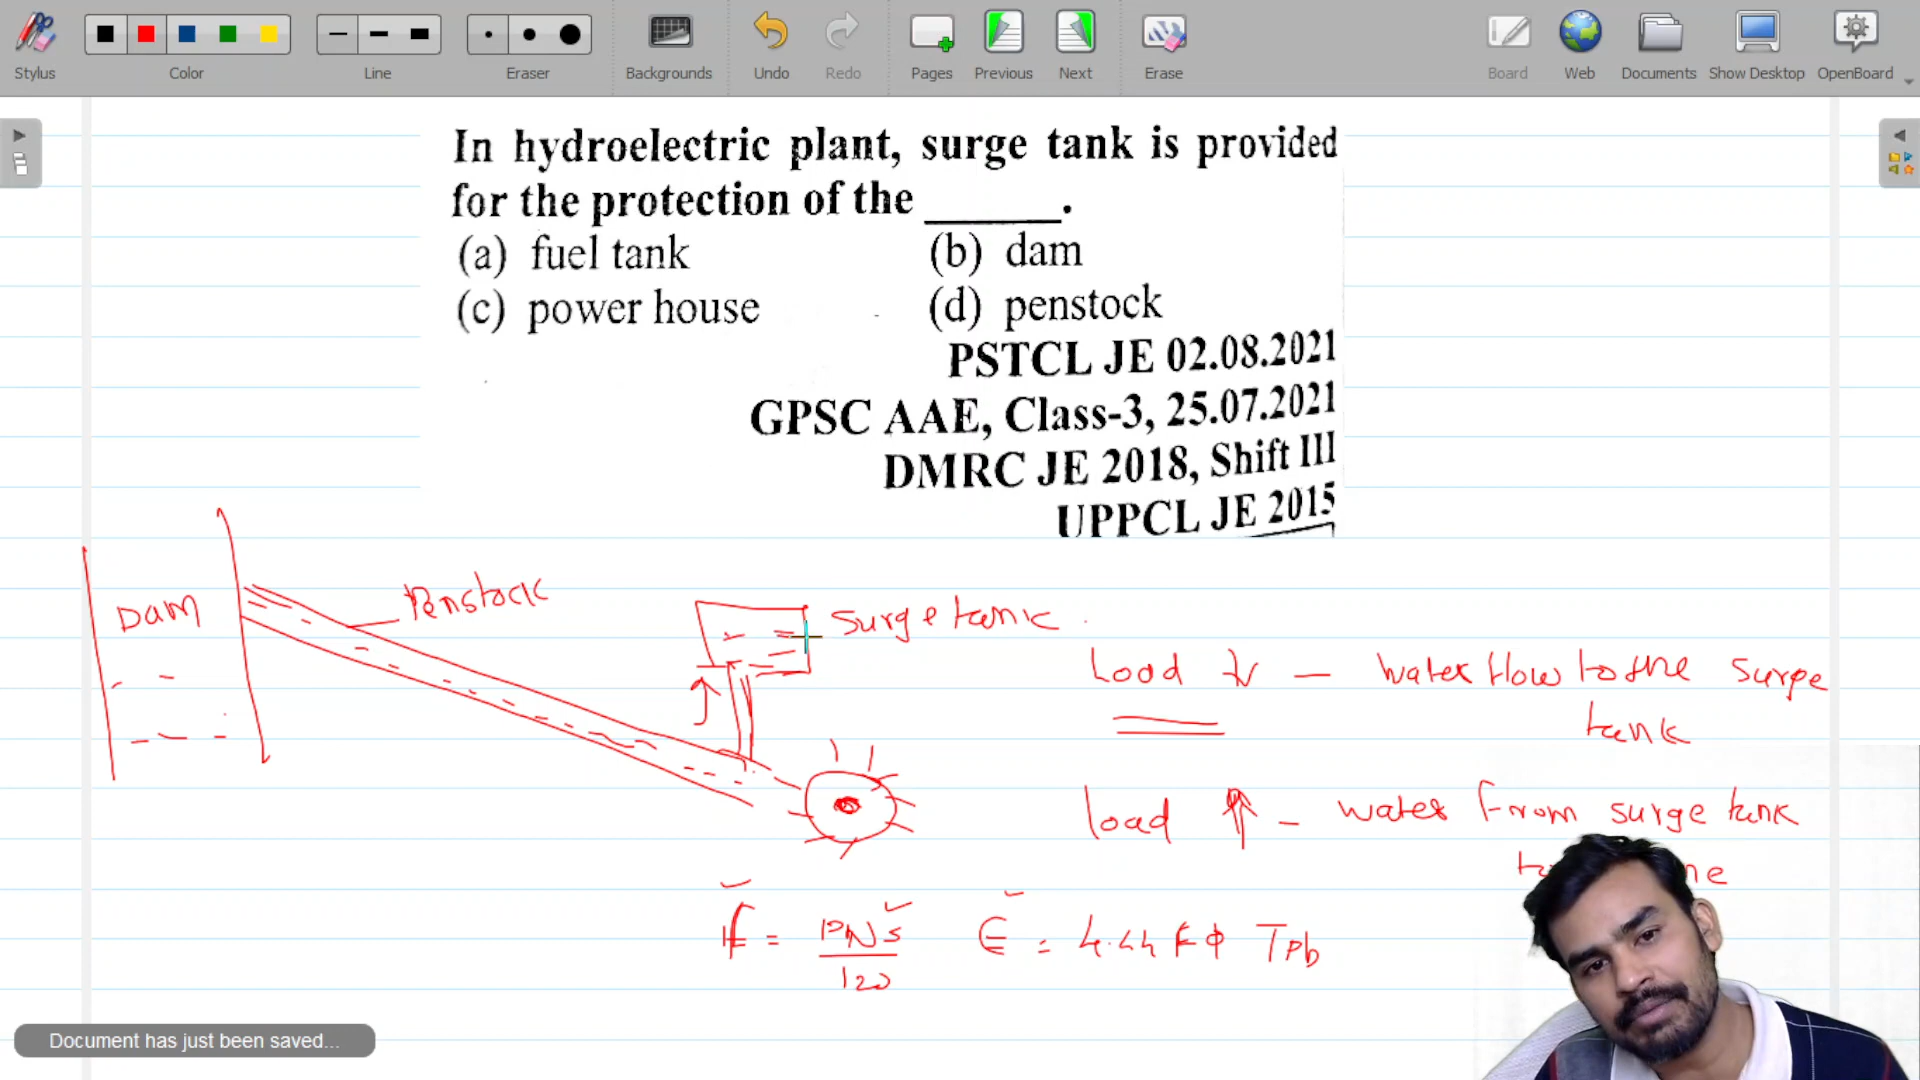 Stylus
Color
Line
Eraser
Backgrounds
Undo
Redo
Pages
Previous
Next
Erase
Board
Web
Documents
Show Desktop
OpenBoard
In hydroelectric plant, surge tank is provided
for the protection of the ______.
(a) fuel tank (b) dam
(c) power house (d) penstock
PSTCL JE 02.08.2021
GPSC AAE, Class-3, 25.07.2021
DMRC JE 2018, Shift III
UPPCL JE 2015
Dam
Penstock
Surge tank
Load ↓ – water flow to the surge
tank
load ↑ – water from surge tank
F = PNs/120 E = 4.44 F φ Tph
Document has just been saved...